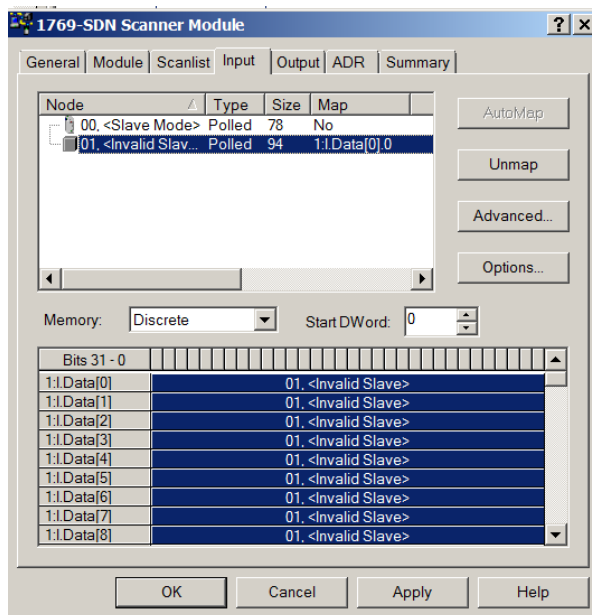 1769-SDN Scanner Module
General Module Scanlist Input Output ADR Summary
Node Type Size Map
00, <Slave Mode> Polled 78 No
01, <Invalid Slav... Polled 94 1:I.Data[0].0
AutoMap
Unmap
Advanced...
Options...
Memory: Discrete Start DWord: 0
Bits 31 - 0
1:I.Data[0] 01, <Invalid Slave>
1:I.Data[1] 01, <Invalid Slave>
1:I.Data[2] 01, <Invalid Slave>
1:I.Data[3] 01, <Invalid Slave>
1:I.Data[4] 01, <Invalid Slave>
1:I.Data[5] 01, <Invalid Slave>
1:I.Data[6] 01, <Invalid Slave>
1:I.Data[7] 01, <Invalid Slave>
1:I.Data[8] 01, <Invalid Slave>
OK Cancel Apply Help